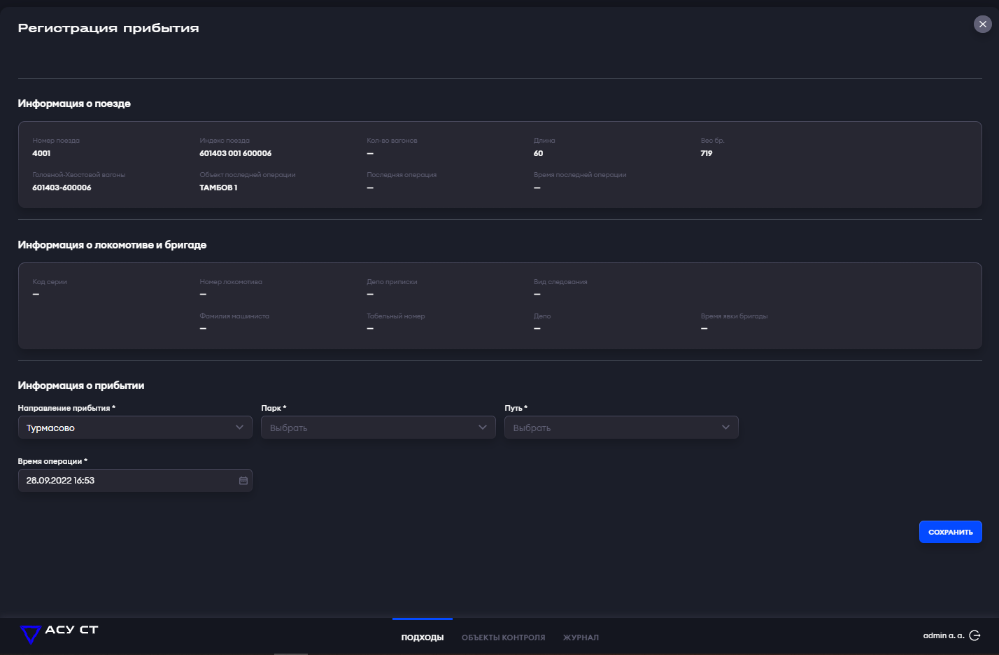 Регистрация прибытия
Информация о поезде
Номер поезда Индекс поезда Кол-во вагонов Длина Вес бр.
4001 601403 001 600006 — 60 719
Головной-Хвостовой вагоны Объект последней операции Последняя операция Время последней операции
601403-600006 ТАМБОВ 1 — —
Информация о локомотиве и бригаде
Код серии Номер локомотива Депо приписки Вид следования
— — — —
Фамилия машиниста Табельный номер Депо Время явки бригады
— — — —
Информация о прибытии
Направление прибытия * Парк * Путь *
Турмасово Выбрать Выбрать
Время операции *
28.09.2022 16:53
СОХРАНИТЬ
АСУ СТ ПОДХОДЫ ОБЪЕКТЫ КОНТРОЛЯ ЖУРНАЛ admin a. a.